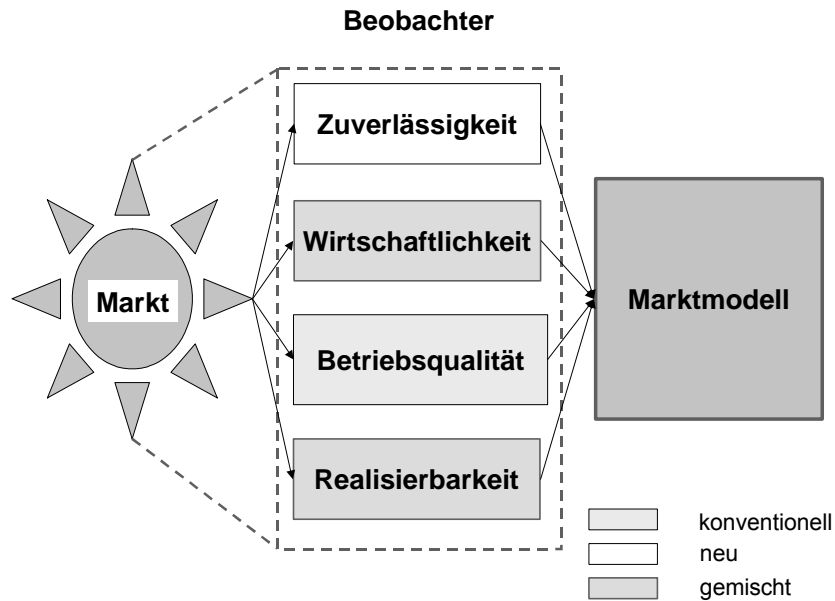 Beobachter
Zuverlässigkeit
Wirtschaftlichkeit
Markt
Marktmodell
Betriebsqualität
Realisierbarkeit
konventionell
neu
gemischt